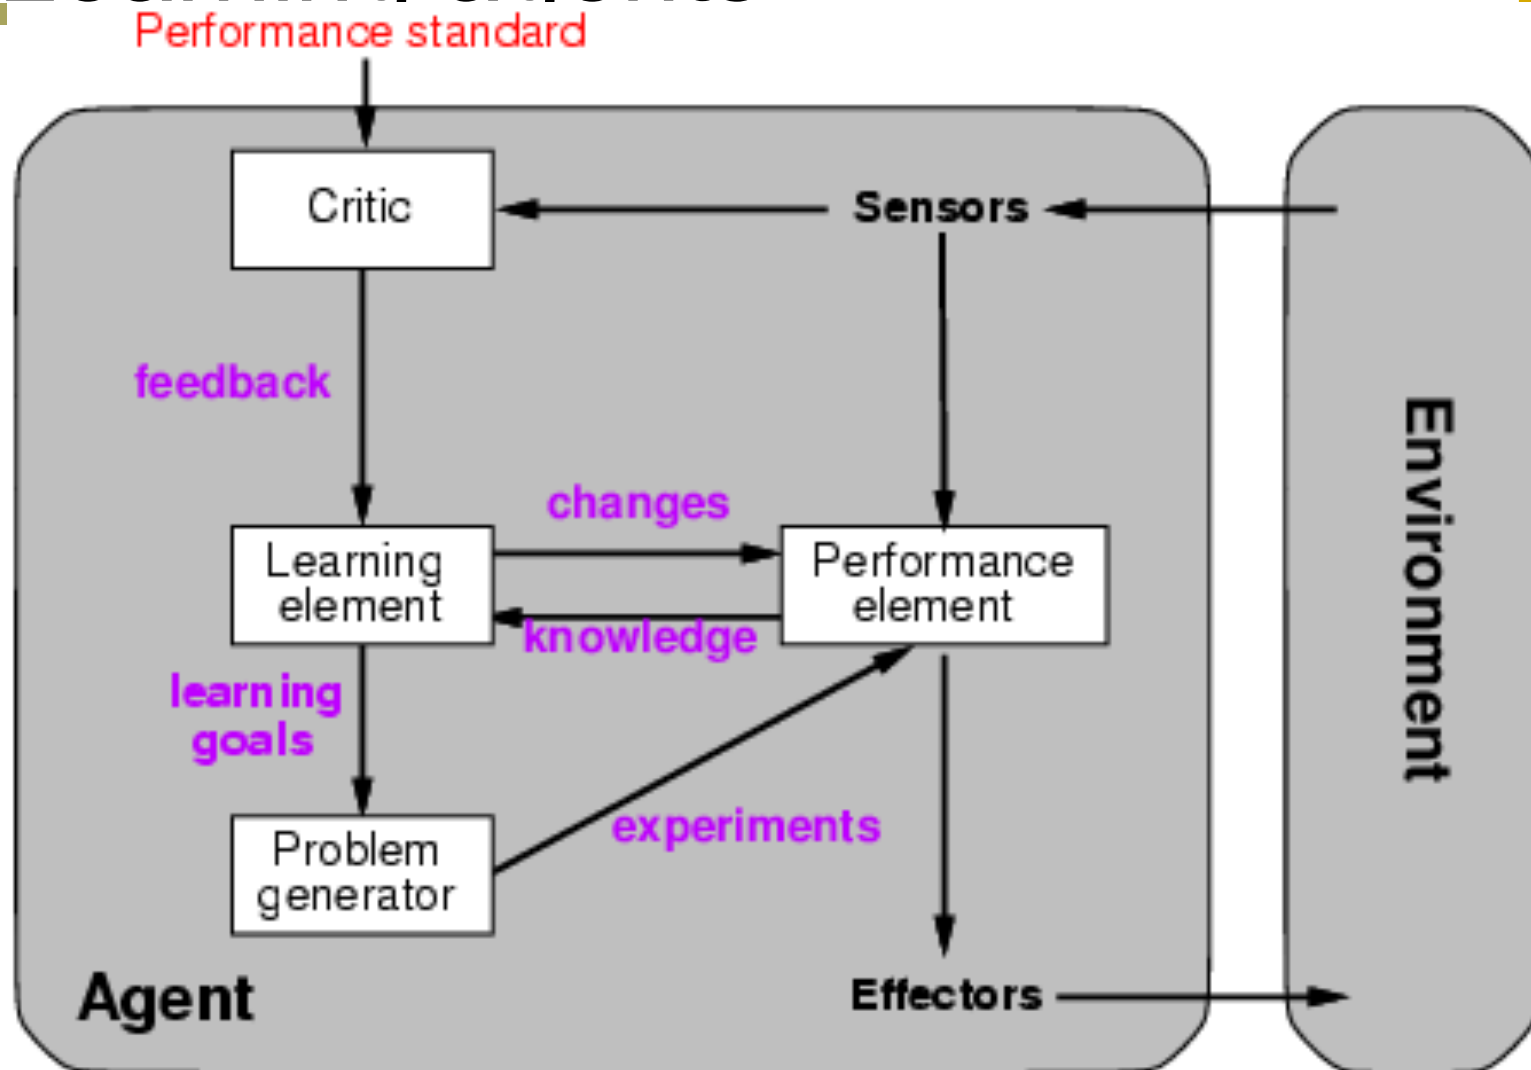 Performance standard
Critic
Sensors
feedback
changes
Learning
element
Performance
element
knowledge
learning
goals
experiments
Problem
generator
Agent
Effectors
Environment